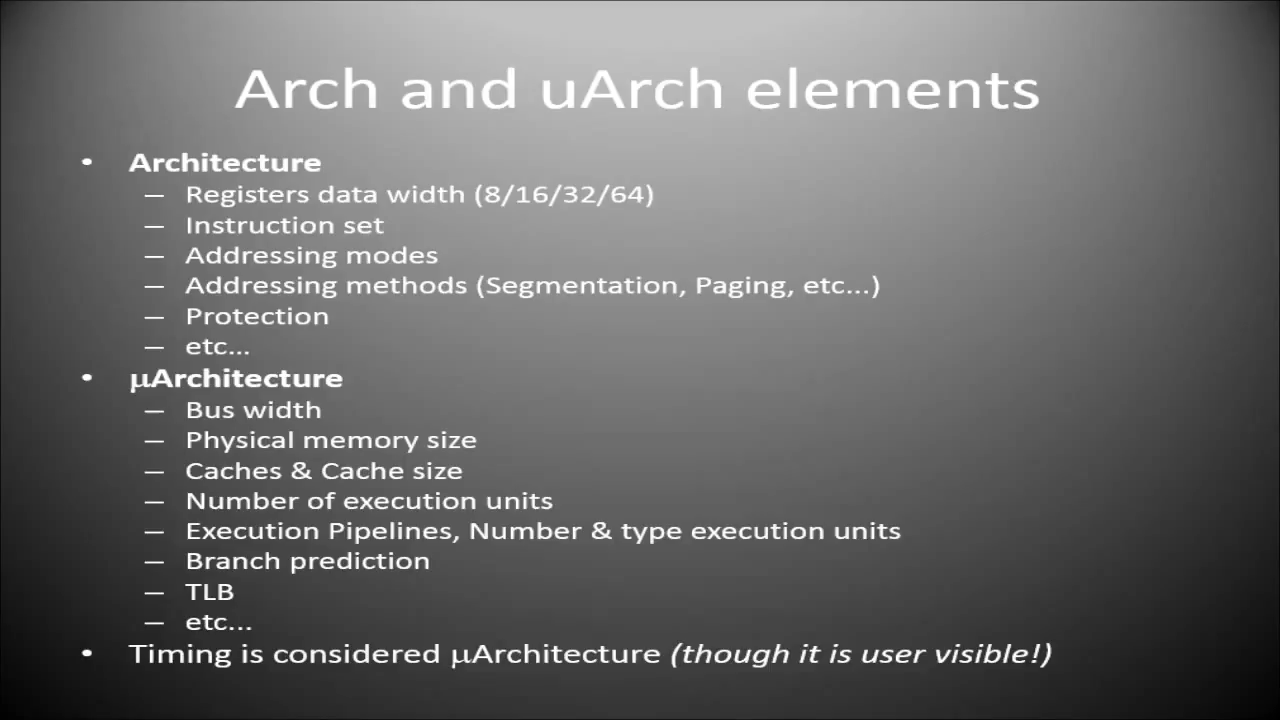 Arch and uArch elements
• Architecture
– Registers data width (8/16/32/64)
– Instruction set
– Addressing modes
– Addressing methods (Segmentation, Paging, etc...)
– Protection
– etc...
• μArchitecture
– Bus width
– Physical memory size
– Caches & Cache size
– Number of execution units
– Execution Pipelines, Number & type execution units
– Branch prediction
– TLB
– etc...
• Timing is considered μArchitecture (though it is user visible!)